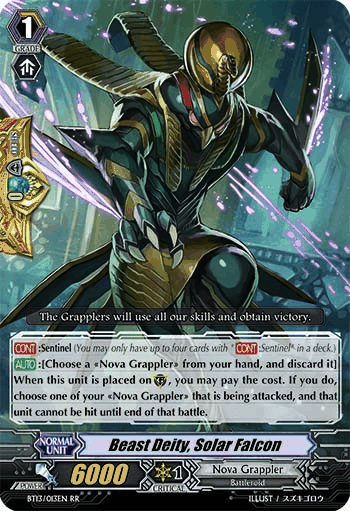 1
GRADE
SHIELD
0
The Grapplers will use all our skills and obtain victory.
CONT :Sentinel (You may only have up to four cards with "CONT :Sentinel" in a deck.)
AUTO :[Choose a «Nova Grappler» from your hand, and discard it]
When this unit is placed on G, you may pay the cost. If you do,
choose one of your «Nova Grappler» that is being attacked, and that
unit cannot be hit until end of that battle.
NORMAL
UNIT
Beast Deity, Solar Falcon
POWER
6000
1
CRITICAL
Nova Grappler
Battleroid
BT13/013EN RR
ILLUST / スズキゴロウ